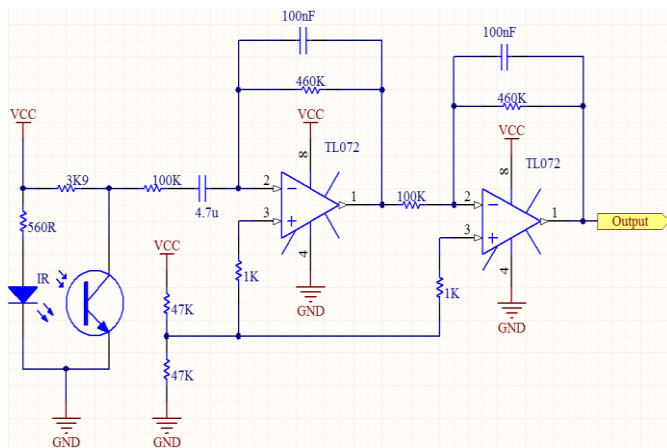 100nF
100nF
460K
460K
VCC
VCC
VCC
TL072
TL072
8
8
3K9
100K
4.7u
2
1
3
100K
2
1
3
Output
560R
IR
VCC
1K
4
1K
4
47K
GND
GND
47K
GND
GND